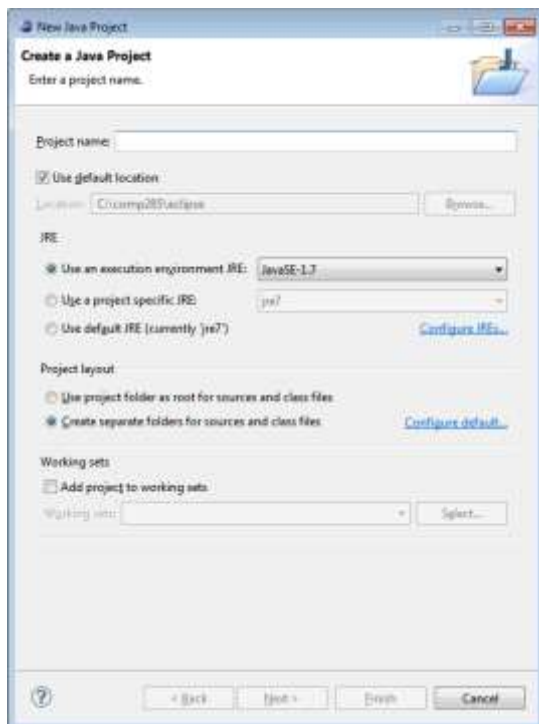 New Java Project
Create a Java Project
Enter a project name.
Project name:
Use default location
Location: C:\comp285\eclipse Browse...
JRE
Use an execution environment JRE: JavaSE-1.7
Use a project specific JRE: jre7
Use default JRE (currently 'jre7') Configure JREs...
Project layout
Use project folder as root for sources and class files
Create separate folders for sources and class files Configure default...
Working sets
Add project to working sets
Working sets: Select...
? < Back Next > Finish Cancel